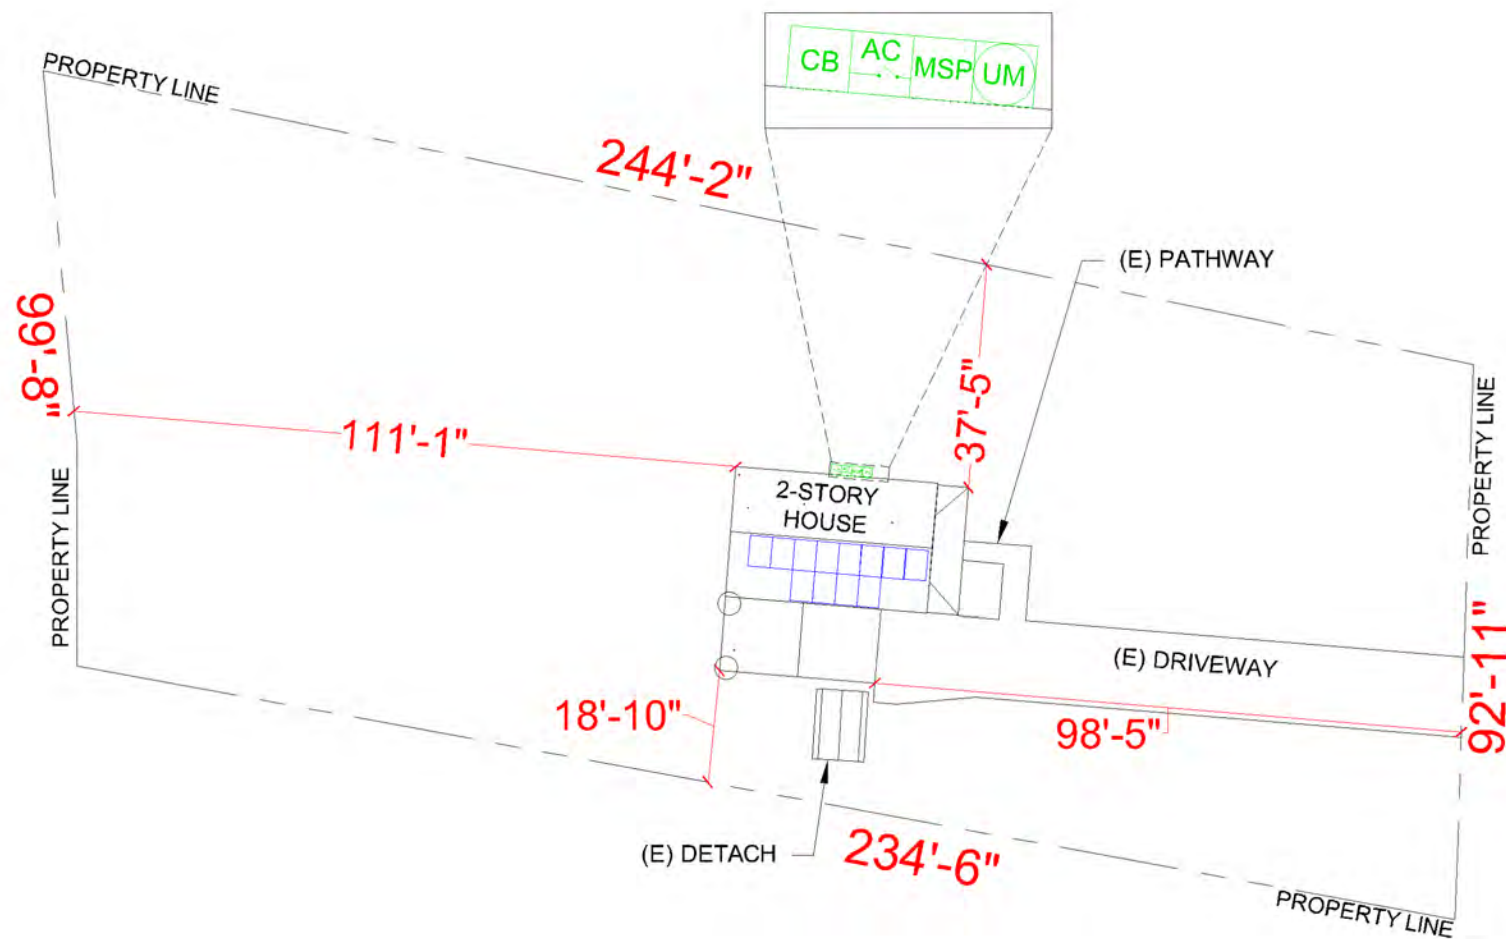 CB
AC
MSP
UM
PROPERTY LINE
244'-2"
(E) PATHWAY
99'-8"
37'-5"
111'-1"
PROPERTY LINE
2-STORY
HOUSE
PROPERTY LINE
(E) DRIVEWAY
92'-11"
18'-10"
98'-5"
(E) DETACH
234'-6"
PROPERTY LINE